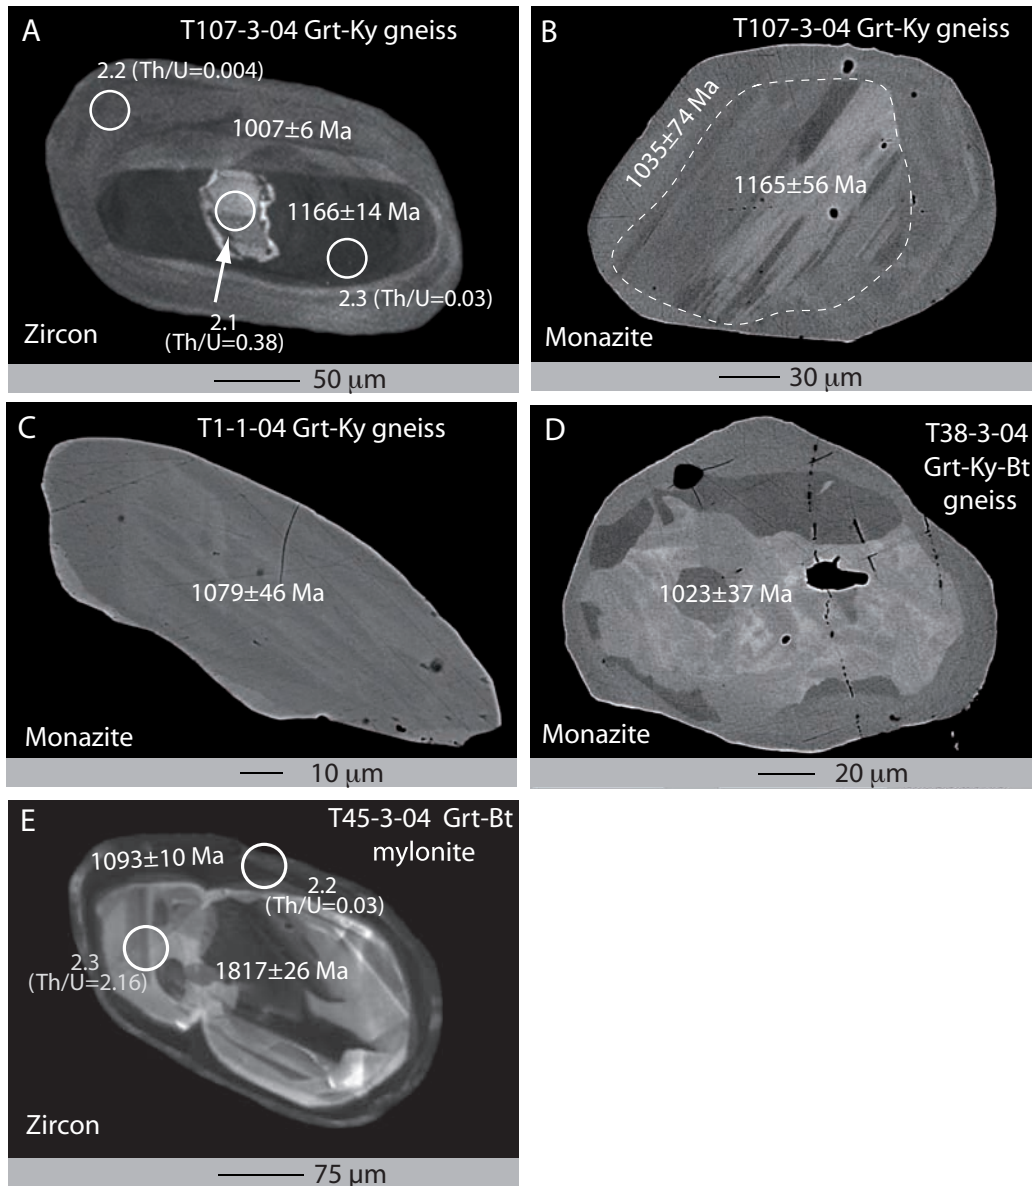 A
T107-3-04 Grt-Ky gneiss
2.2 (Th/U=0.004)
1007±6 Ma
1166±14 Ma
2.3 (Th/U=0.03)
2.1
(Th/U=0.38)
Zircon
50 μm
B
T107-3-04 Grt-Ky gneiss
1035±74 Ma
1165±56 Ma
Monazite
30 μm
C
T1-1-04 Grt-Ky gneiss
1079±46 Ma
Monazite
10 μm
D
T38-3-04
Grt-Ky-Bt
gneiss
1023±37 Ma
Monazite
20 μm
E
T45-3-04 Grt-Bt
mylonite
1093±10 Ma
2.2
(Th/U=0.03)
2.3
(Th/U=2.16)
1817±26 Ma
Zircon
75 μm